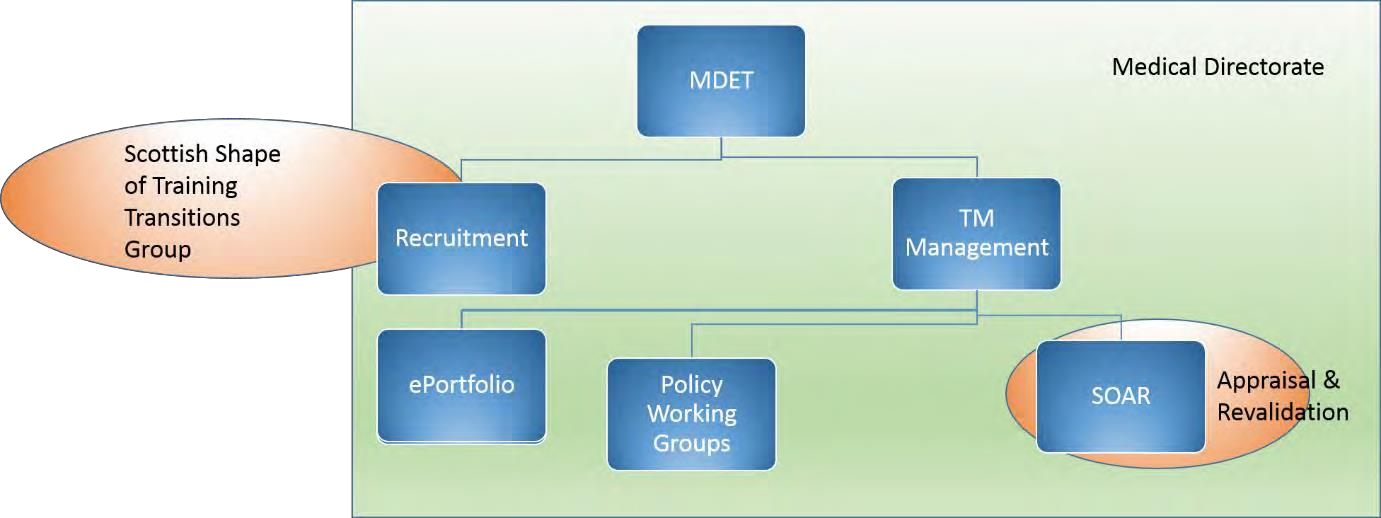 MDET
Medical Directorate
Scottish Shape
of Training
Transitions
Group
Recruitment
TM
Management
ePortfolio
Policy
Working
Groups
SOAR
Appraisal &
Revalidation